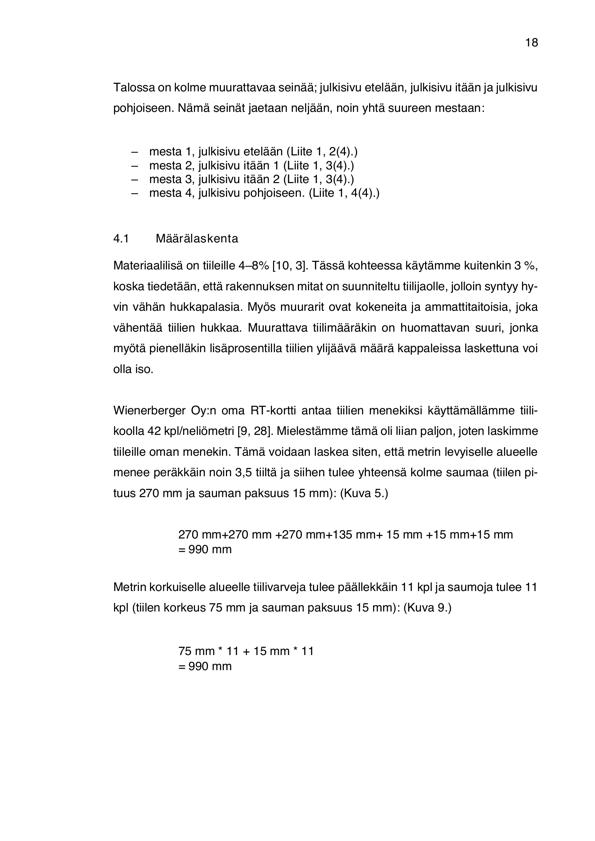 18
Talossa on kolme muurattavaa seinää; julkisivu etelään, julkisivu itään ja julkisivu
pohjoiseen. Nämä seinät jaetaan neljään, noin yhtä suureen mestaan:
– mesta 1, julkisivu etelään (Liite 1, 2(4).)
– mesta 2, julkisivu itään 1 (Liite 1, 3(4).)
– mesta 3, julkisivu itään 2 (Liite 1, 3(4).)
– mesta 4, julkisivu pohjoiseen. (Liite 1, 4(4).)
4.1 Määrälaskenta
Materiaalilisä on tiileille 4–8% [10, 3]. Tässä kohteessa käytämme kuitenkin 3 %,
koska tiedetään, että rakennuksen mitat on suunniteltu tiilijaolle, jolloin syntyy hy-
vin vähän hukkapalasia. Myös muurarit ovat kokeneita ja ammattitaitoisia, joka
vähentää tiilien hukkaa. Muurattava tiilimääräkin on huomattavan suuri, jonka
myötä pienelläkin lisäprosentilla tiilien ylijäävä määrä kappaleissa laskettuna voi
olla iso.
Wienerberger Oy:n oma RT-kortti antaa tiilien menekiksi käyttämällämme tiili-
koolla 42 kpl/neliömetri [9, 28]. Mielestämme tämä oli liian paljon, joten laskimme
tiileille oman menekin. Tämä voidaan laskea siten, että metrin levyiselle alueelle
menee peräkkäin noin 3,5 tiiltä ja siihen tulee yhteensä kolme saumaa (tiilen pi-
tuus 270 mm ja sauman paksuus 15 mm): (Kuva 5.)
270 mm+270 mm +270 mm+135 mm+ 15 mm +15 mm+15 mm
= 990 mm
Metrin korkuiselle alueelle tiilivarveja tulee päällekkäin 11 kpl ja saumoja tulee 11
kpl (tiilen korkeus 75 mm ja sauman paksuus 15 mm): (Kuva 9.)
75 mm * 11 + 15 mm * 11
= 990 mm